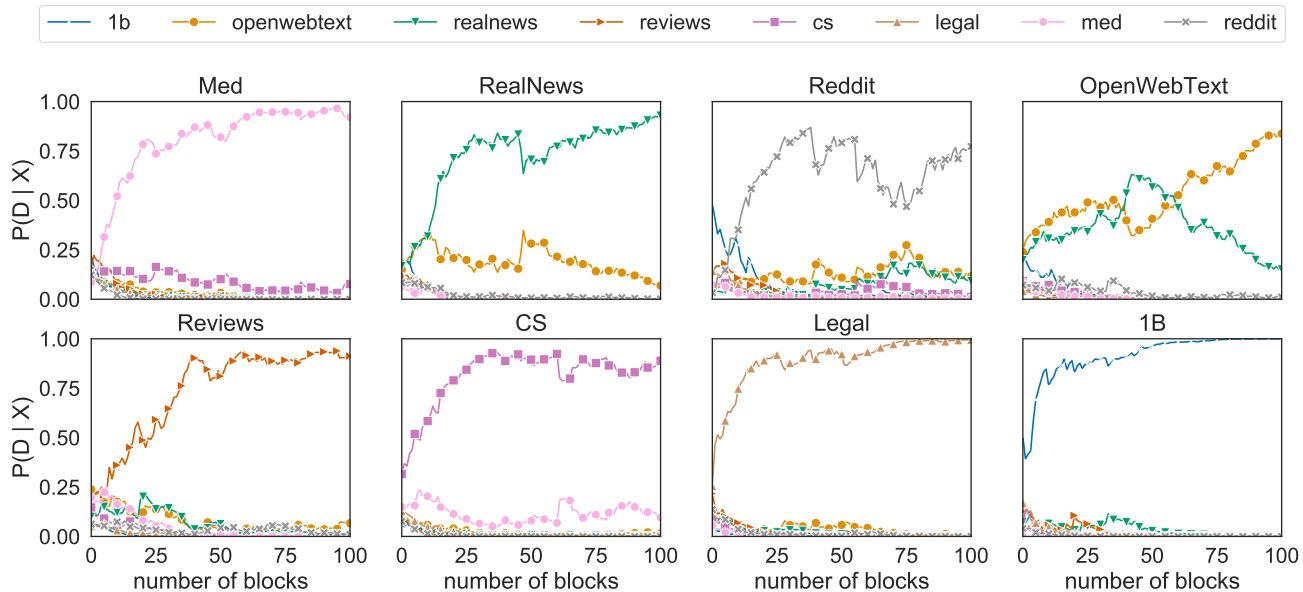 1b openwebtext realnews reviews cs legal med reddit
Med RealNews Reddit OpenWebText
1.00
0.75
0.50
0.25
0.00
P(D | X)
Reviews CS Legal 1B
1.00
0.75
0.50
0.25
0.00
P(D | X)
0 25 50 75 100 0 25 50 75 100 0 25 50 75 100 0 25 50 75 100
number of blocks number of blocks number of blocks number of blocks